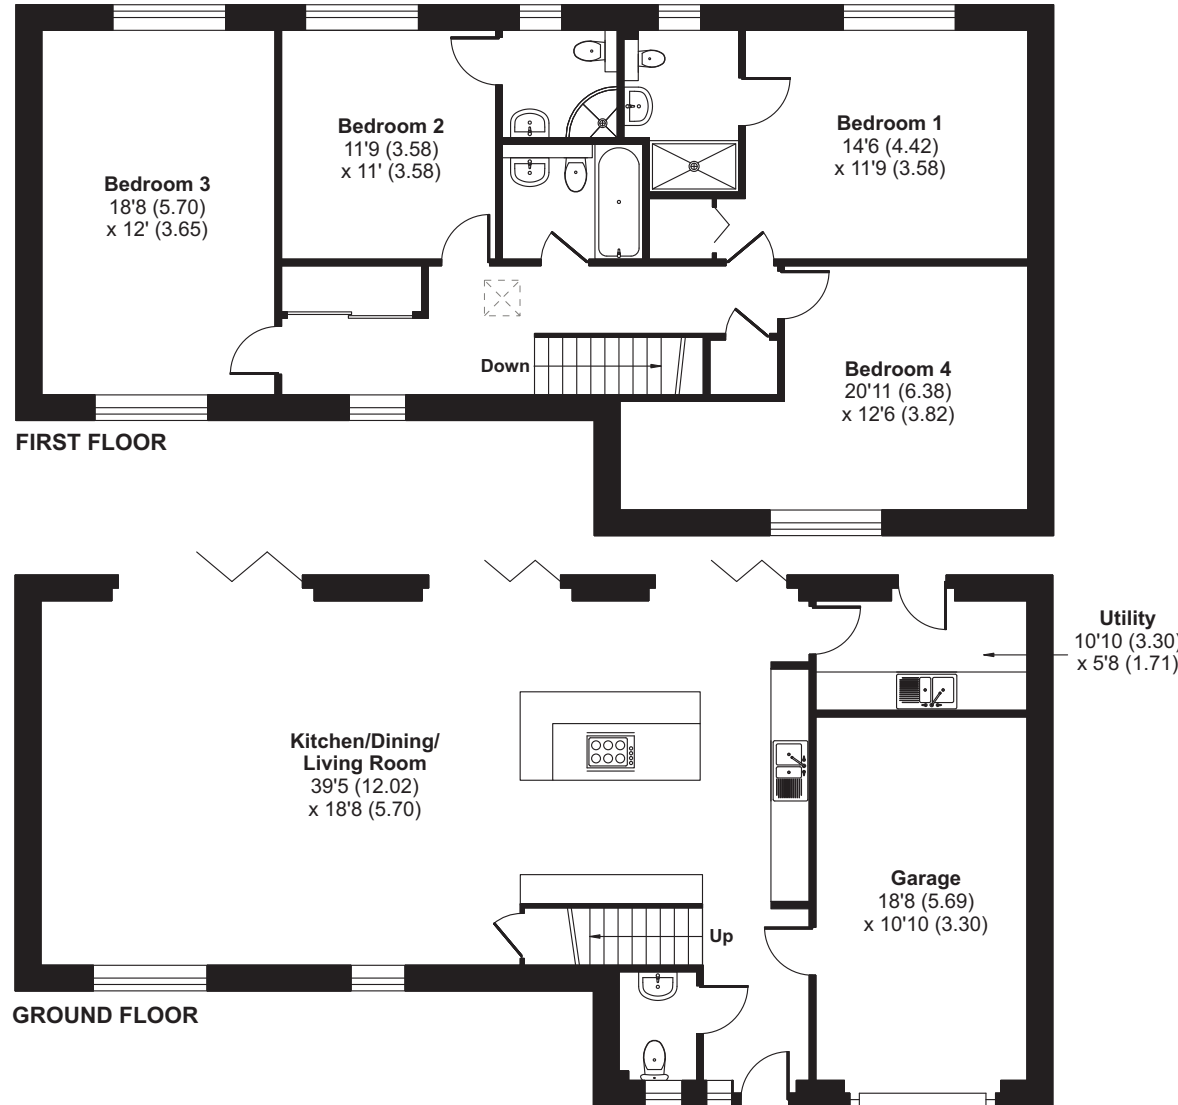 Bedroom 3
18'8 (5.70)
x 12' (3.65)
Bedroom 2
11'9 (3.58)
x 11' (3.58)
Bedroom 1
14'6 (4.42)
x 11'9 (3.58)
Down
Bedroom 4
20'11 (6.38)
x 12'6 (3.82)
FIRST FLOOR
Utility
10'10 (3.30)
x 5'8 (1.71)
Kitchen/Dining/
Living Room
39'5 (12.02)
x 18'8 (5.70)
Garage
18'8 (5.69)
x 10'10 (3.30)
Up
GROUND FLOOR